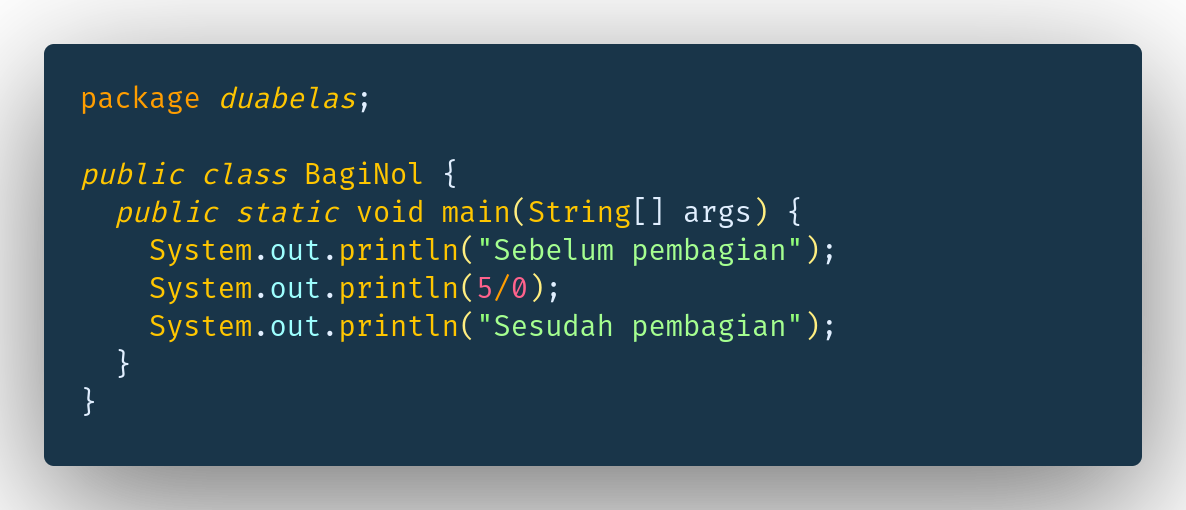 package duabelas;
public class BagiNol {
public static void main(String[] args) {
System.out.println("Sebelum pembagian");
System.out.println(5/0);
System.out.println("Sesudah pembagian");
}
}